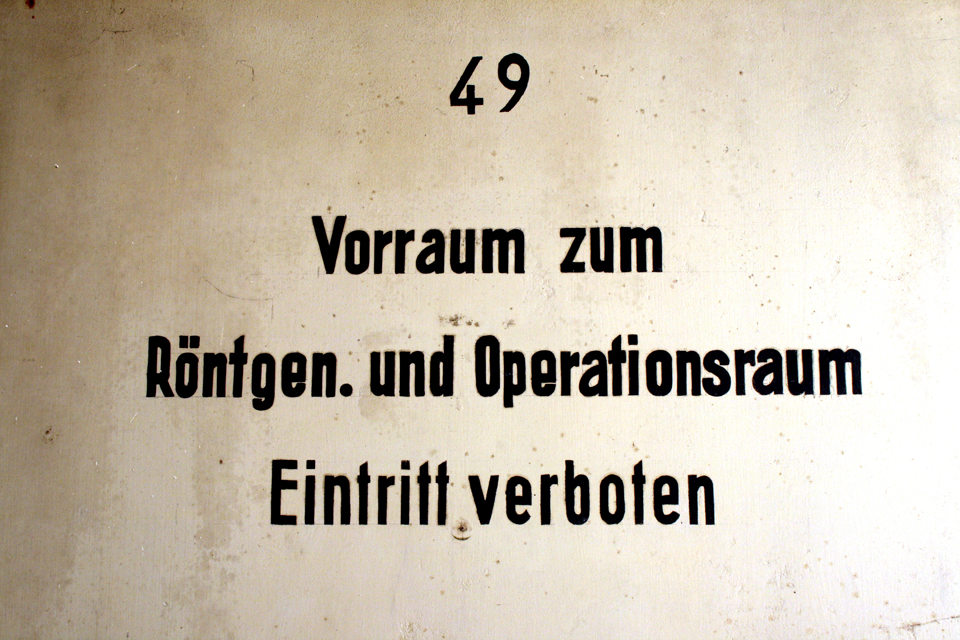 49
Vorraum zum
Röntgen. und Operationsraum
Eintritt verboten